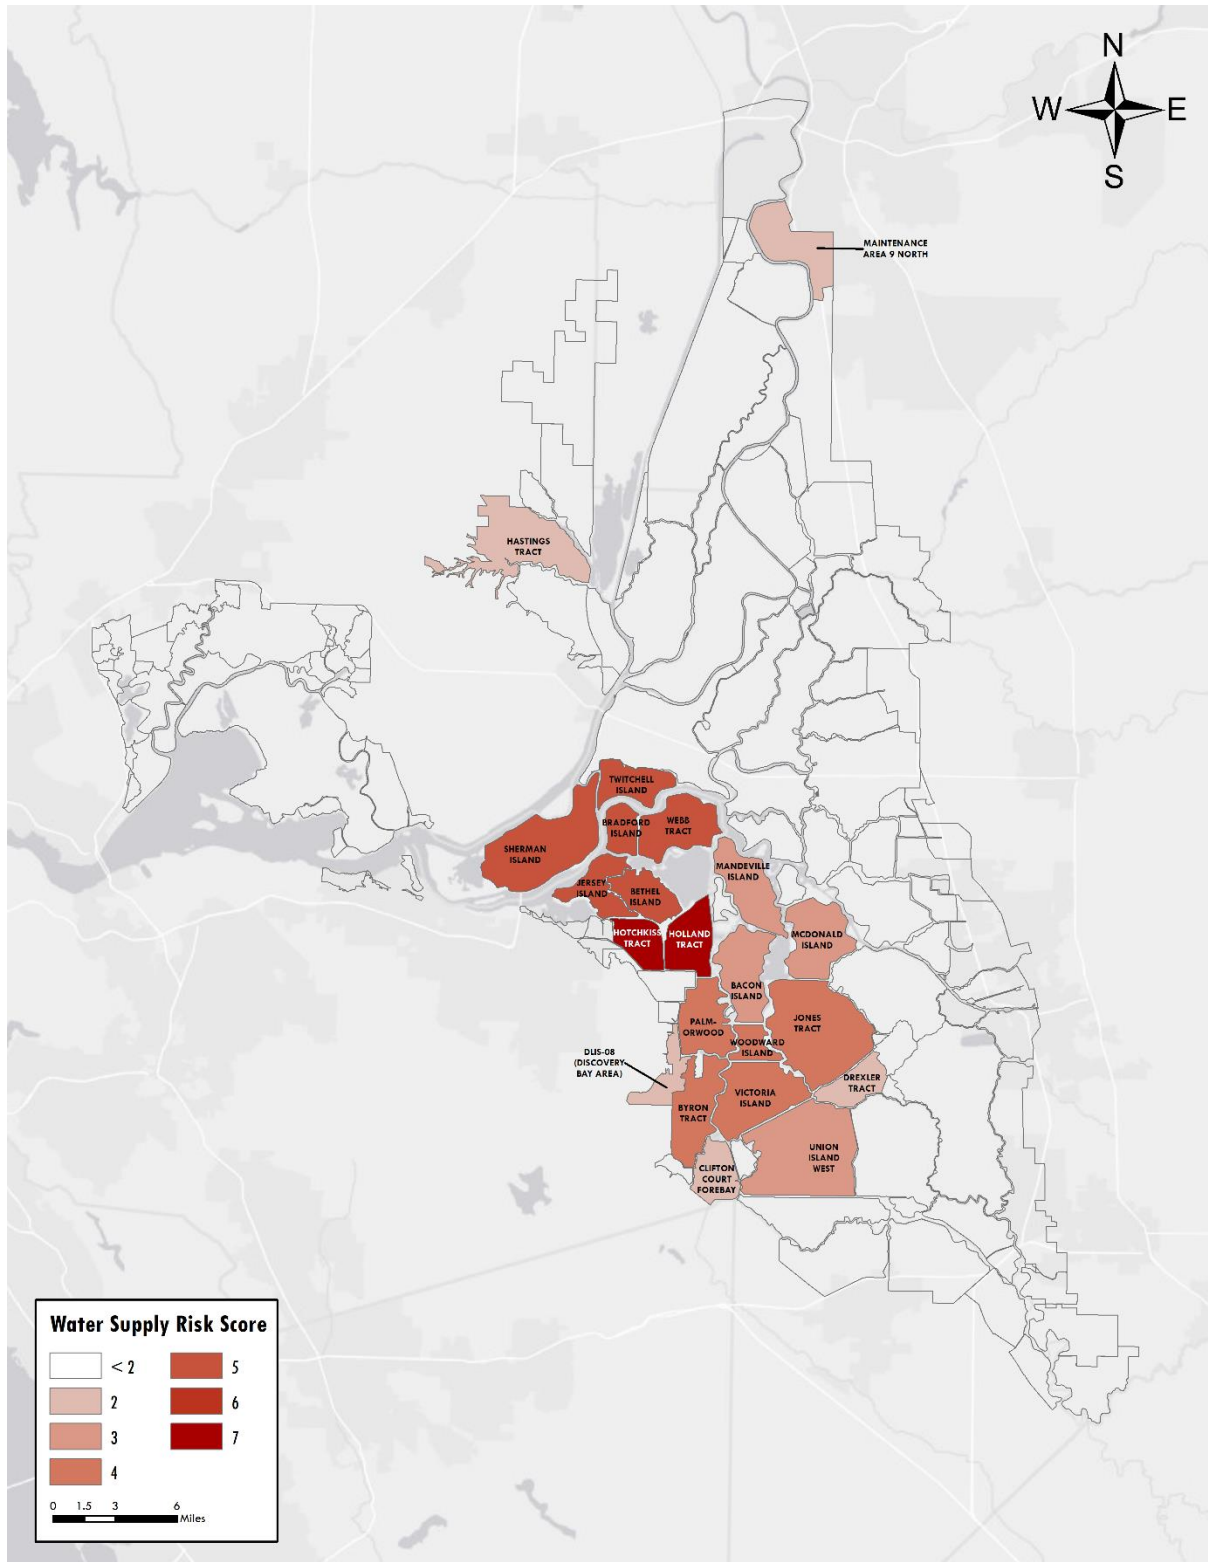 N
W
E
S
MAINTENANCE
AREA 9 NORTH
HASTINGS
TRACT
TWITCHELL
ISLAND
BRADFORD
ISLAND
WEBB
TRACT
SHERMAN
ISLAND
MANDEVILLE
ISLAND
JERSEY
ISLAND
BETHEL
ISLAND
HOTCHKISS
TRACT
HOLLAND
TRACT
MCDONALD
ISLAND
BACON
ISLAND
PALM-
ORWOOD
JONES
TRACT
WOODWARD
ISLAND
DLIS-08
(DISCOVERY
BAY AREA)
DREXLER
TRACT
VICTORIA
ISLAND
BYRON
TRACT
UNION
ISLAND
WEST
CLIFTON
COURT
FOREBAY
Water Supply Risk Score
< 2
2
3
4
5
6
7
0 1.5 3 6
Miles